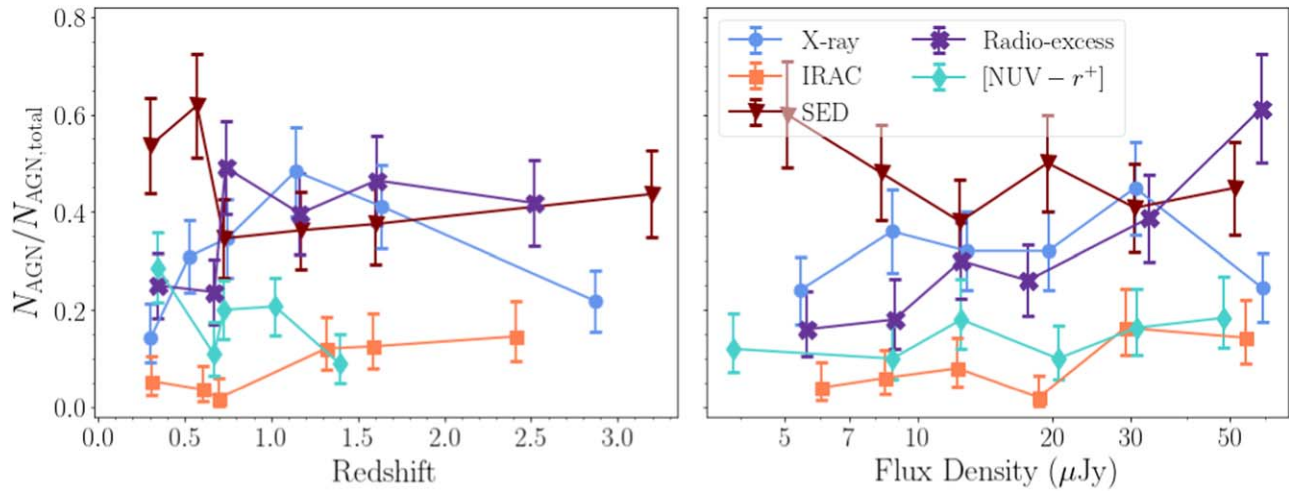 0.8
0.6
0.4
0.2
0.0
N_AGN/N_AGN,total
0.0 0.5 1.0 1.5 2.0 2.5 3.0
Redshift
X-ray
IRAC
SED
Radio-excess
[NUV − r⁺]
5 7 10 20 30 50
Flux Density (μJy)